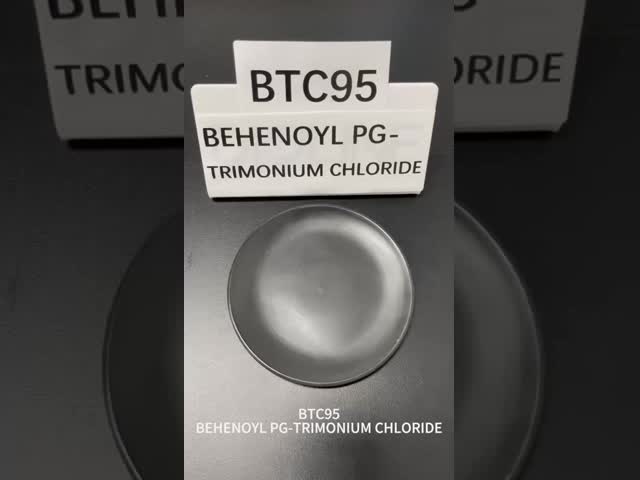 BTC95
BEHENOYL PG-
TRIMONIUM CHLORIDE
BTC95
BEHENOYL PG-TRIMONIUM CHLORIDE